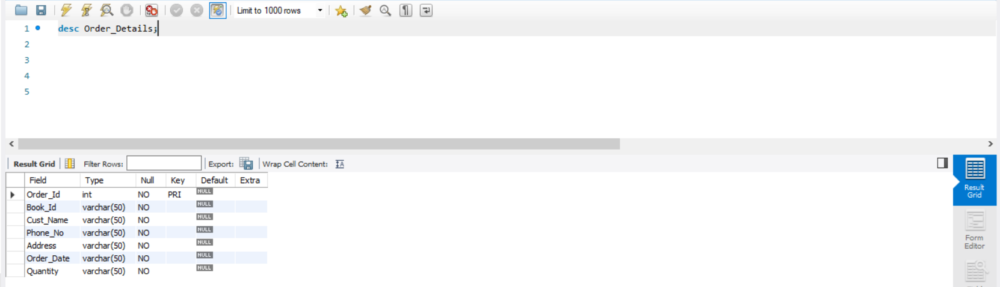 Limit to 1000 rows
1 desc Order_Details;
2
3
4
5
Result Grid Filter Rows: Export: Wrap Cell Content: IA
Field Type Null Key Default Extra
Order_Id int NO PRI NULL
Book_Id varchar(50) NO NULL
Cust_Name varchar(50) NO NULL
Phone_No varchar(50) NO NULL
Address varchar(50) NO NULL
Order_Date varchar(50) NO NULL
Quantity varchar(50) NO NULL
Result
Grid
Form
Editor